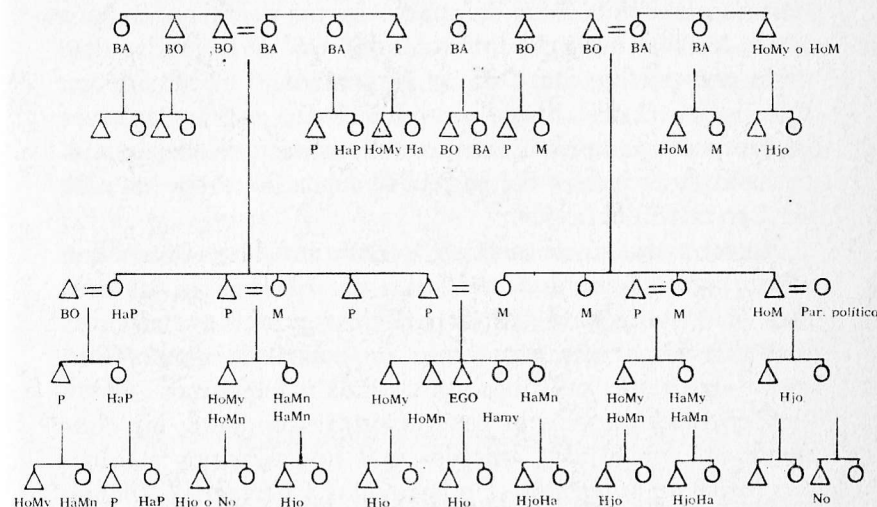 BA BO BO BA BA P BA BO BO BA BA HoMy o HoM
P HaP HoMy Ha BO BA P M HoM M Hjo
BO HaP P M P P M M P M HoM Par. político
P HaP HoMy HaMn HoMy EGO HaMn HoMy HaMy Hjo
HoMn HaMn HoMn Hamy HoMn HaMn
HoMy HaMn P HaP Hjo o No Hjo Hjo Hjo HjoHa Hjo HjoHa No